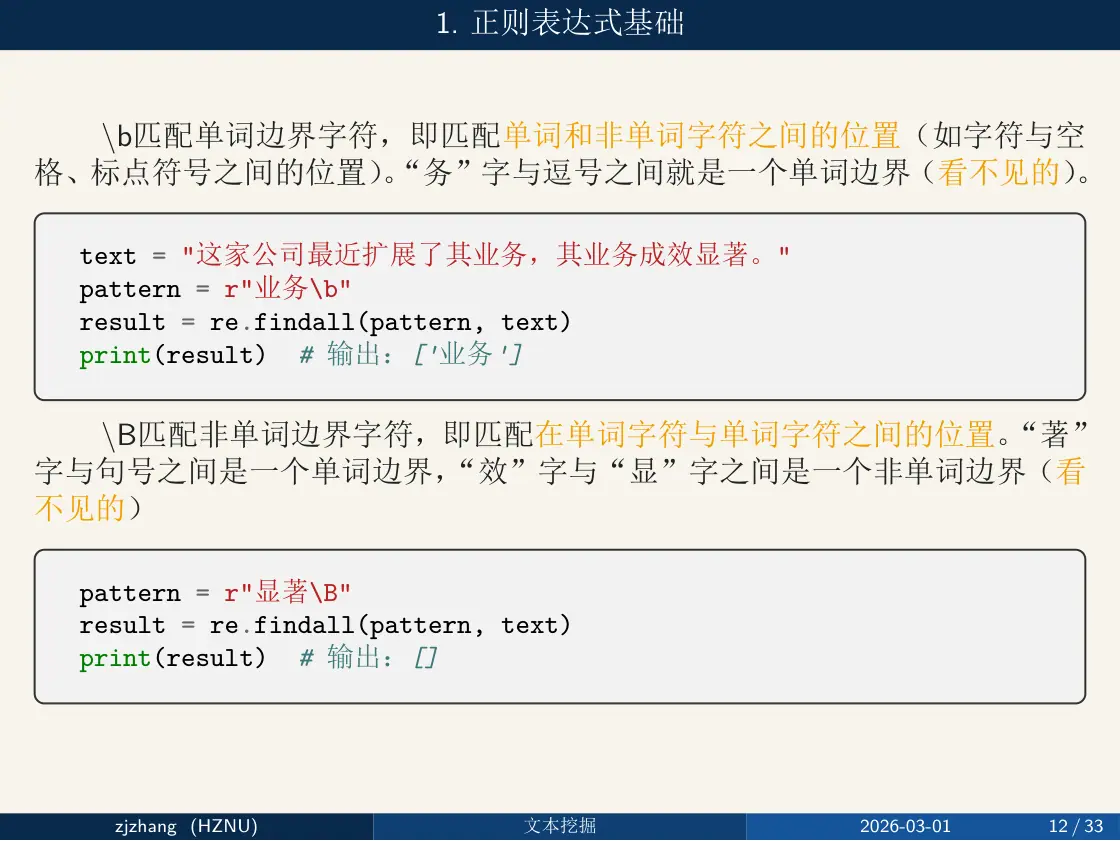 1. 正则表达式基础
\b匹配单词边界字符，即匹配单词和非单词字符之间的位置（如字符与空
格、标点符号之间的位置）。“务”字与逗号之间就是一个单词边界（看不见的）。
text = "这家公司最近扩展了其业务，其业务成效显著。"
pattern = r"业务\b"
result = re.findall(pattern, text)
print(result)  # 输出：['业务']
\B匹配非单词边界字符，即匹配在单词字符与单词字符之间的位置。“著”
字与句号之间是一个单词边界，“效”字与“显”字之间是一个非单词边界（看
不见的）
pattern = r"显著\B"
result = re.findall(pattern, text)
print(result)  # 输出：[]
zjzhang (HZNU) 文本挖掘 2026-03-01 12 / 33